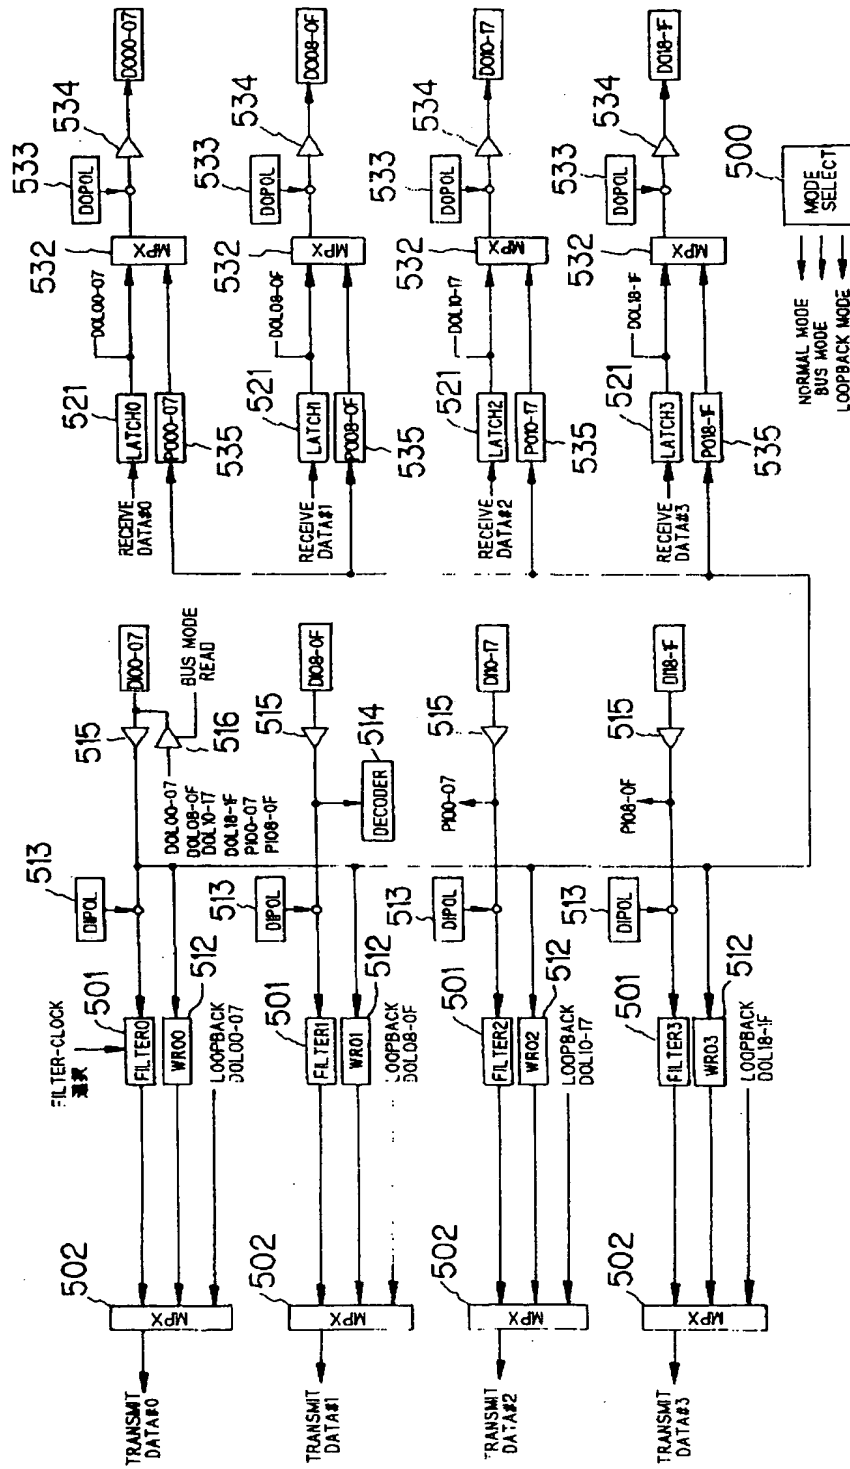 513
DIPOL
515
DI00-07
516
BUS MODE
READ
FILTER-CLOCK
選択
501
502
MPX
TRANSMIT
DATA#0
FILTER0
512
WR00
LOOPBACK
DOL00-07
DOL00-07
DOL08-0F
DOL10-17
DOL18-1F
PI00-07
PI08-0F
RECEIVE
DATA#0
521
LATCH0
DOL00-07
PO00-07
535
532
MPX
533
DOPOL
534
DO00-07
502
MPX
TRANSMIT
DATA#1
501
FILTER1
512
WR01
LOOPBACK
DOL08-0F
513
DIPOL
514
DECODER
515
DI08-0F
RECEIVE
DATA#1
521
LATCH1
DOL08-0F
PO08-0F
535
532
MPX
533
DOPOL
534
DO08-0F
502
MPX
TRANSMIT
DATA#2
501
FILTER2
512
WR02
LOOPBACK
DOL10-17
513
DIPOL
PI00-07
515
DI10-17
RECEIVE
DATA#2
521
LATCH2
DOL10-17
PO10-17
535
532
MPX
533
DOPOL
534
DO10-17
502
MPX
TRANSMIT
DATA#3
501
FILTER3
512
WR03
LOOPBACK
DOL18-1F
513
DIPOL
PI08-0F
515
DI18-1F
RECEIVE
DATA#3
521
LATCH3
DOL18-1F
PO18-1F
535
532
MPX
533
DOPOL
534
DO18-1F
500
MODE
SELECT
NORMAL MODE
BUS MODE
LOOPBACK MODE